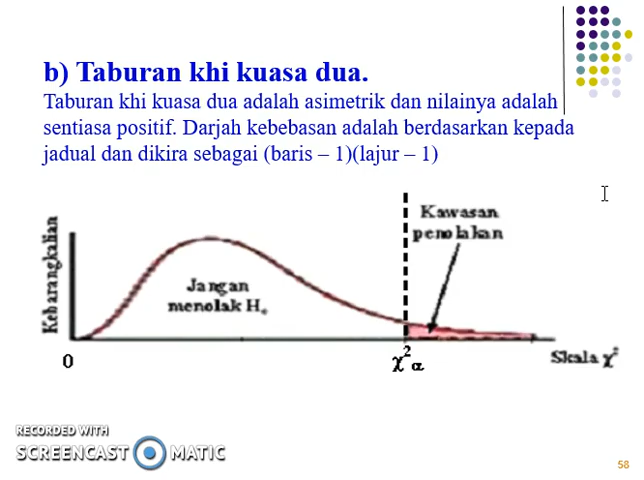 b) Taburan khi kuasa dua.
Taburan khi kuasa dua adalah asimetrik dan nilainya adalah
sentiasa positif. Darjah kebebasan adalah berdasarkan kepada
jadual dan dikira sebagai (baris – 1)(lajur – 1)
Kawasan
penolakan
Kebarangkalian
Jangan
menolak H₀
0
χ²α
Skala χ²
RECORDED WITH
SCREENCAST MATIC
58